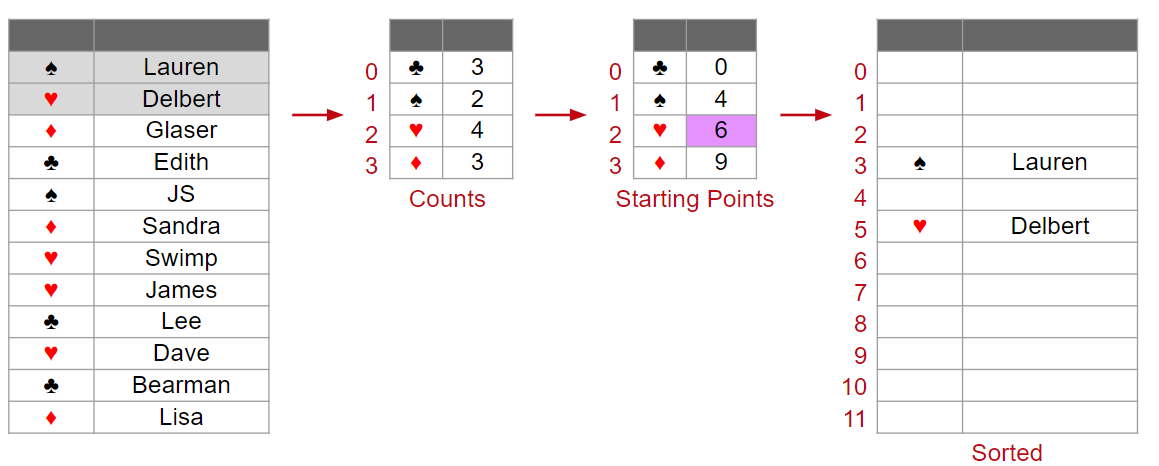 ♠ Lauren
♥ Delbert
♦ Glaser
♣ Edith
♠ JS
♦ Sandra
♥ Swimp
♥ James
♣ Lee
♥ Dave
♣ Bearman
♦ Lisa
0 ♣ 3
1 ♠ 2
2 ♥ 4
3 ♦ 3
Counts
0 ♣ 0
1 ♠ 4
2 ♥ 6
3 ♦ 9
Starting Points
0
1
2
3 ♠ Lauren
4
5 ♥ Delbert
6
7
8
9
10
11
Sorted